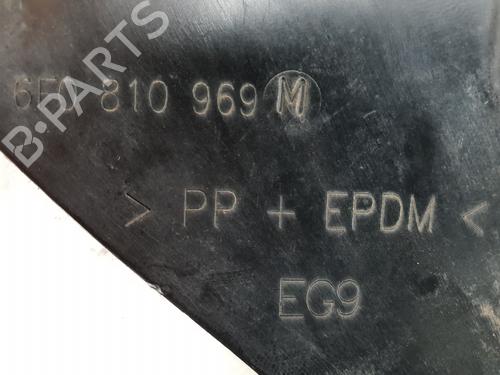 B-PARTS
810 969 M
> PP + EPDM <
EG9